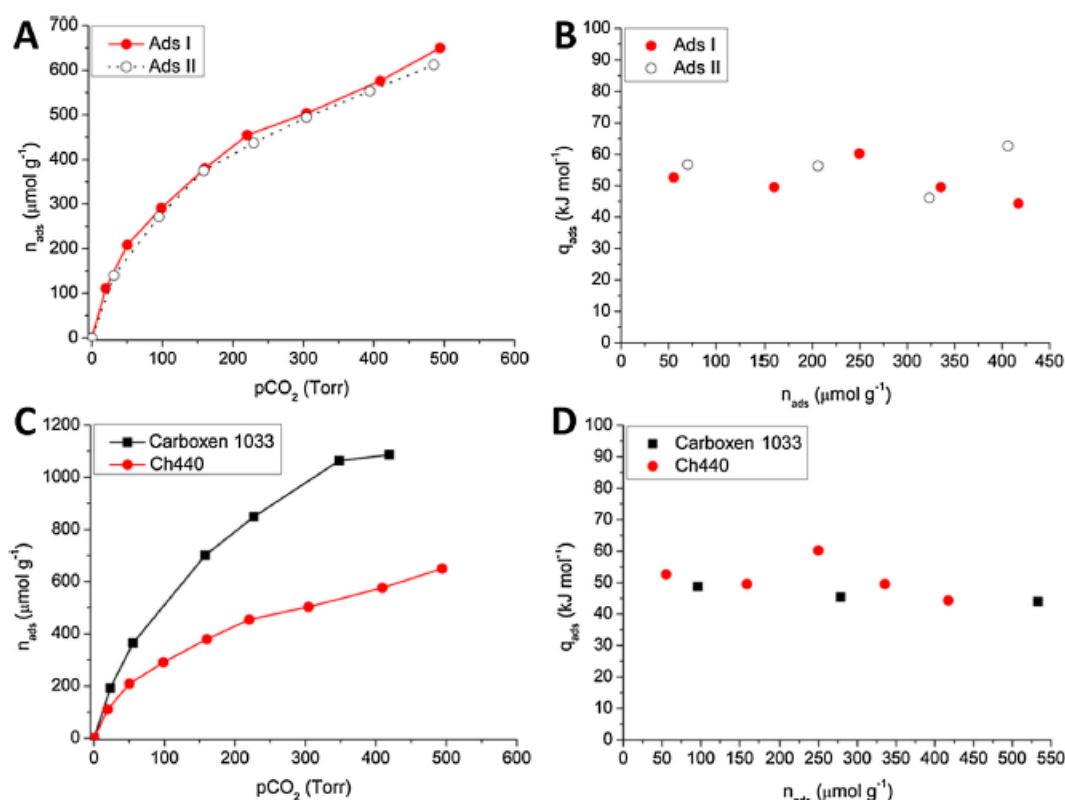 A
Ads I
Ads II
700
600
500
400
300
200
100
0
n_ads (μmol g⁻¹)
0 100 200 300 400 500 600
pCO₂ (Torr)
B
Ads I
Ads II
100
90
80
70
60
50
40
30
20
10
0
q_ads (kJ mol⁻¹)
0 50 100 150 200 250 300 350 400 450
n_ads (μmol g⁻¹)
C
Carboxen 1033
Ch440
1200
1000
800
600
400
200
0
n_ads (μmol g⁻¹)
0 100 200 300 400 500 600
pCO₂ (Torr)
D
Carboxen 1033
Ch440
100
90
80
70
60
50
40
30
20
10
0
q_ads (kJ mol⁻¹)
0 50 100 150 200 250 300 350 400 450 500 550
n_ads (μmol g⁻¹)